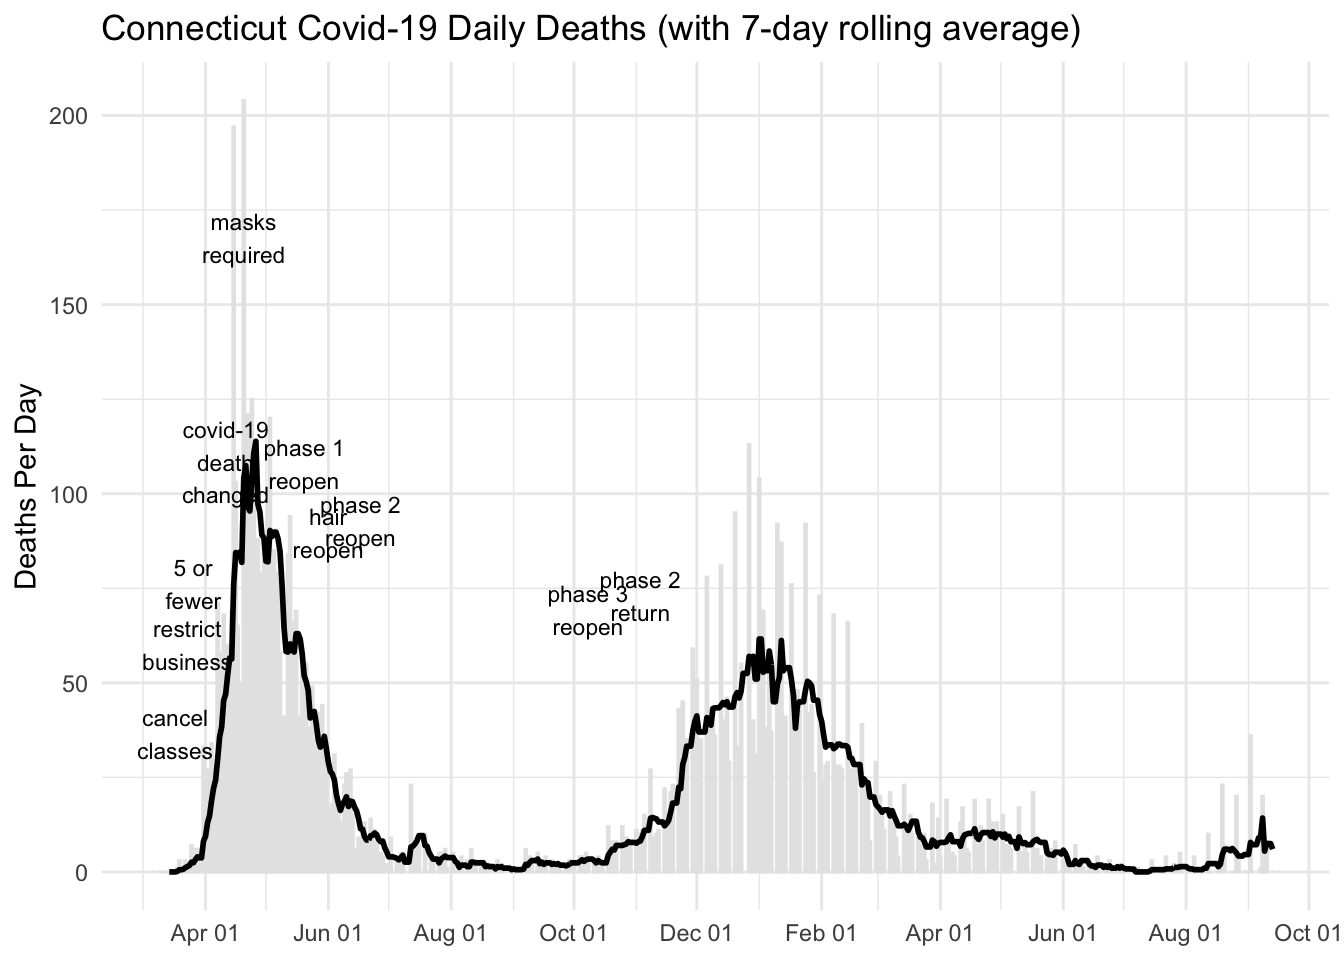 Connecticut Covid-19 Daily Deaths (with 7-day rolling average)
Deaths Per Day
200
150
100
50
0
masks
required
covid-19
death
changed
phase 1
reopen
phase 2
reopen
hair
reopen
5 or
fewer
restrict
business
cancel
classes
phase 3
reopen
phase 2
return
Apr 01
Jun 01
Aug 01
Oct 01
Dec 01
Feb 01
Apr 01
Jun 01
Aug 01
Oct 01